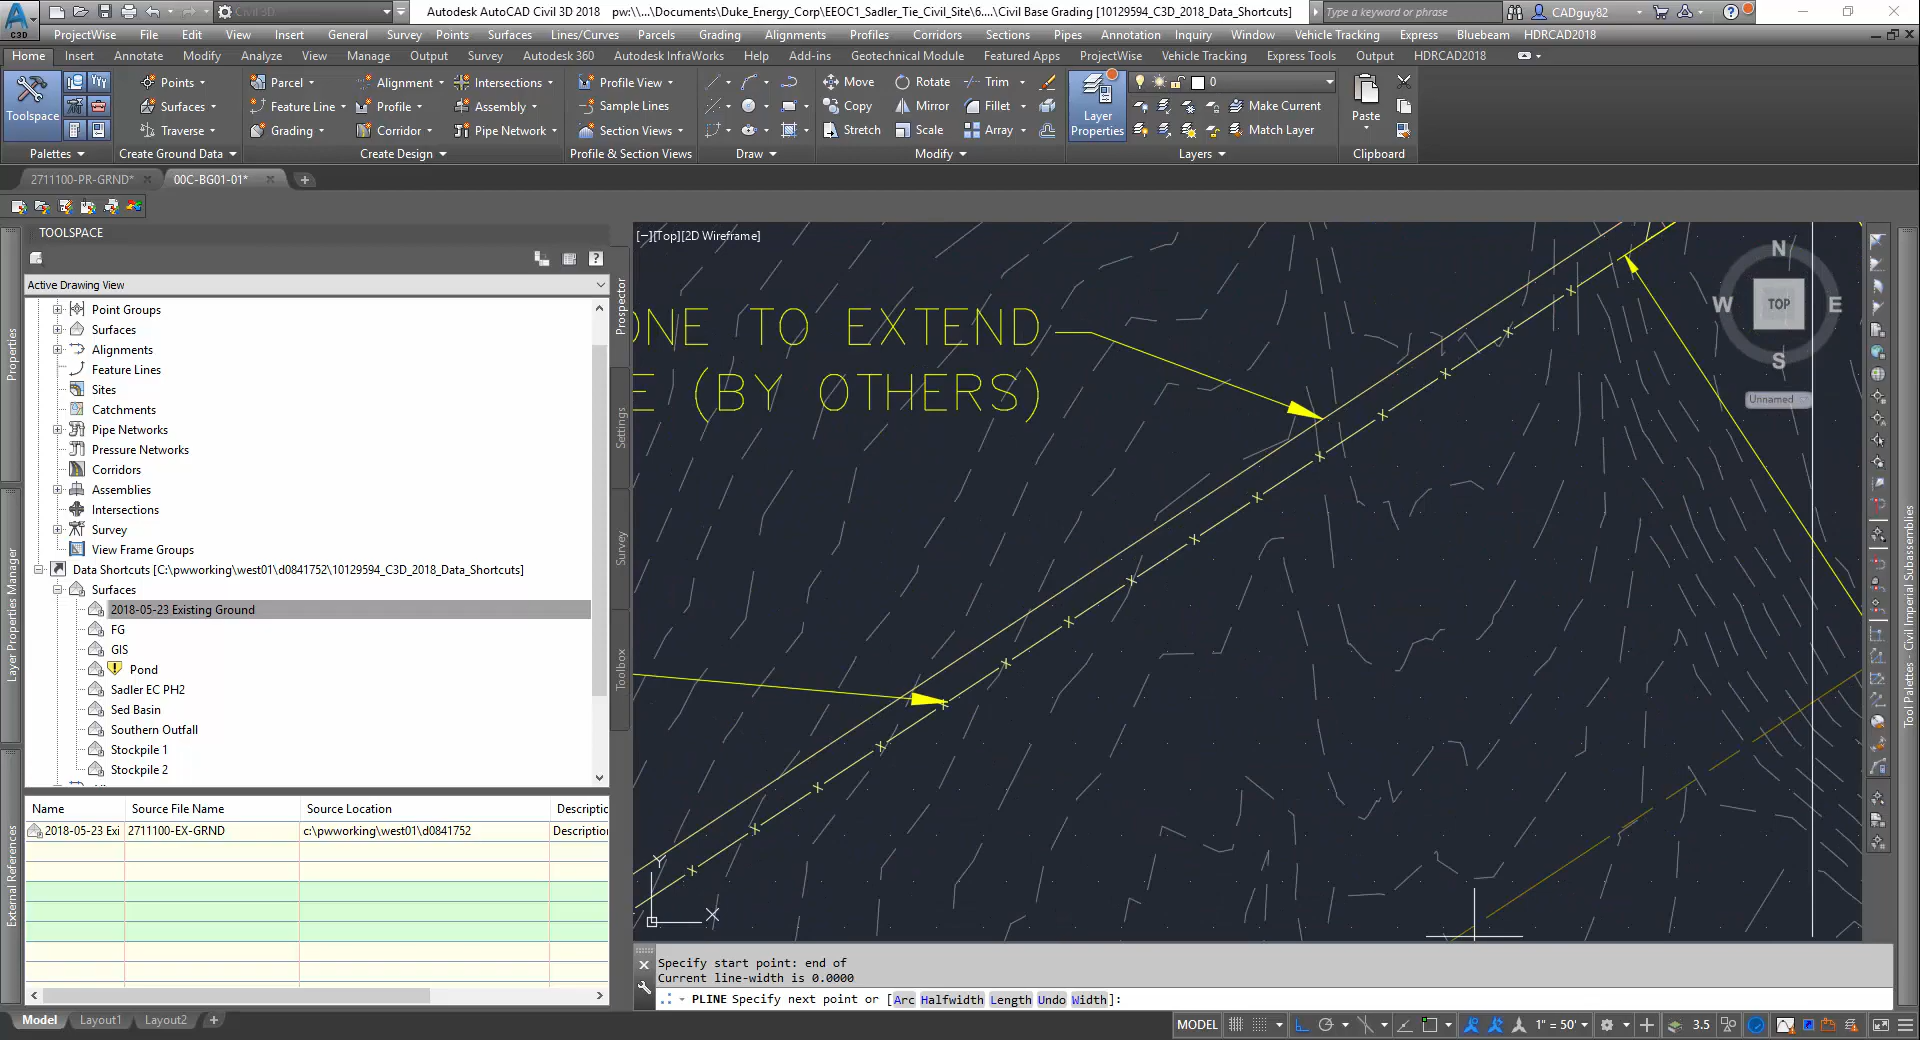 Civil 3D
Autodesk AutoCAD Civil 3D 2018 pw:\\...\Documents\Duke_Energy_Corp\EEOC1_Sadler_Tie_Civil_Site\6....\Civil Base Grading [10129594_C3D_2018_Data_Shortcuts]
Type a keyword or phrase
CADguy82
C3D
ProjectWise File Edit View Insert General Survey Points Surfaces Lines/Curves Parcels Grading Alignments Profiles Corridors Sections Pipes Annotation Inquiry Window Vehicle Tracking Express Bluebeam HDRCAD2018
Home Insert Annotate Modify Analyze View Manage Output Survey Autodesk 360 Autodesk InfraWorks Help Add-ins Geotechnical Module Featured Apps ProjectWise Vehicle Tracking Express Tools Output HDRCAD2018
Points Parcel Alignment Intersections Profile View Move Rotate Trim 0
Toolspace Surfaces Feature Line Profile Assembly Sample Lines Copy Mirror Fillet Layer Properties Make Current Paste
Traverse Grading Corridor Pipe Network Section Views Stretch Scale Array Match Layer
Palettes Create Ground Data Create Design Profile & Section Views Draw Modify Layers Clipboard
2711100-PR-GRND* 00C-BG01-01*
TOOLSPACE
Active Drawing View
Point Groups
Surfaces
Alignments
Feature Lines
Sites
Catchments
Pipe Networks
Pressure Networks
Corridors
Assemblies
Intersections
Survey
View Frame Groups
Data Shortcuts [C:\pwworking\west01\d0841752\10129594_C3D_2018_Data_Shortcuts]
Surfaces
2018-05-23 Existing Ground
FG
GIS
Pond
Sadler EC PH2
Sed Basin
Southern Outfall
Stockpile 1
Stockpile 2
Name Source File Name Source Location Descriptio
2018-05-23 Exi 2711100-EX-GRND c:\pwworking\west01\d0841752 Description
Properties
Layer Properties Manager
External References
Prospector
Settings
Survey
Toolbox
[−][Top][2D Wireframe]
ONE TO EXTEND
E (BY OTHERS)
N
W TOP E
S
Unnamed
Y
X
Tool Palettes - Civil Imperial Subassemblies
Specify start point: end of
Current line-width is 0.0000
PLINE Specify next point or [Arc Halfwidth Length Undo Width]:
Model Layout1 Layout2
MODEL 1" = 50' 3.5